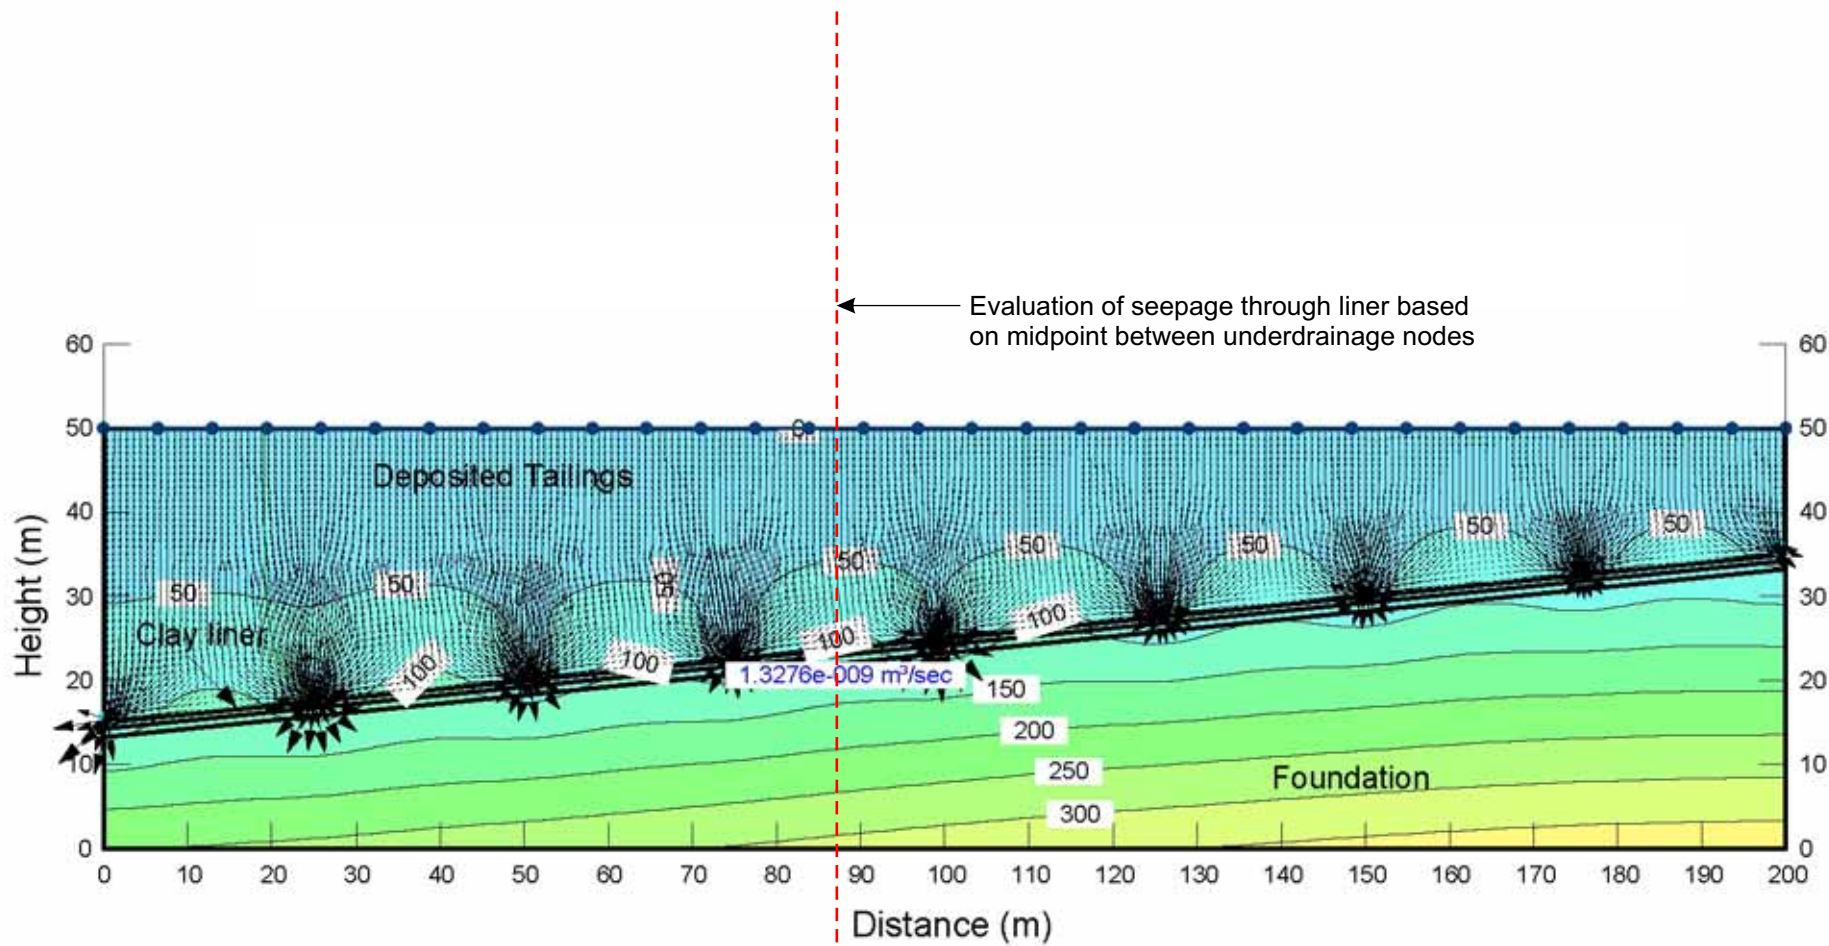 Evaluation of seepage through liner based
on midpoint between underdrainage nodes
60 60
50 0 50
Deposited Tailings
40 40
50 50 50 50 50 50 50 50
30 30
Clay liner 100 100 100 100
20 1.3276e-009 m³/sec 150 20
200
10 250 Foundation 10
300
0 0
0 10 20 30 40 50 60 70 80 90 100 110 120 130 140 150 160 170 180 190 200
Height (m)
Distance (m)